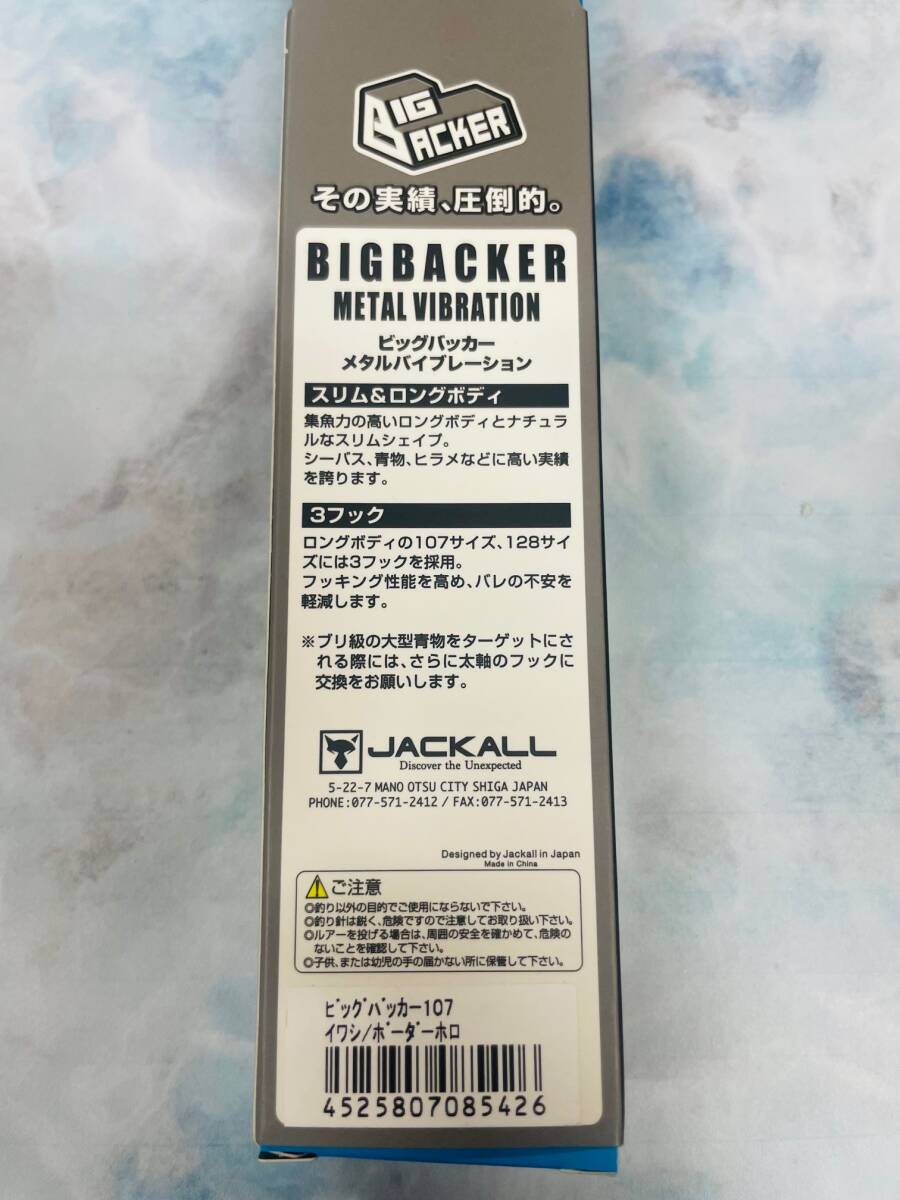 BIG
BACKER
その実績、圧倒的。
BIGBACKER
METAL VIBRATION
ビッグバッカー
メタルバイブレーション
スリム&ロングボディ
集魚力の高いロングボディとナチュラ
ルなスリムシェイプ。
シーバス、青物、ヒラメなどに高い実績
を誇ります。
3フック
ロングボディの107サイズ、128サイ
ズには3フックを採用。
フッキング性能を高め、バレの不安を
軽減します。
※ブリ級の大型青物をターゲットにさ
れる際には、さらに太軸のフックに
交換をお願いします。
JACKALL
Discover the Unexpected
5-22-7 MANO OTSU CITY SHIGA JAPAN
PHONE:077-571-2412 / FAX:077-571-2413
Designed by Jackall in Japan
Made in China
ご注意
◎釣り以外の目的でご使用にならないで下さい。
◎釣り針は鋭く、危険ですので注意してお取り扱い下さい。
◎ルアーを投げる場合は、周囲の安全を確かめて、危険の
ないことを確認して下さい。
◎子供、または幼児の手の届かない所に保管して下さい。
ﾋﾞｯｸﾞﾊﾞｯｶｰ107
ｲﾜｼ/ﾎﾞｰﾀﾞｰﾎﾛ
4525807085426